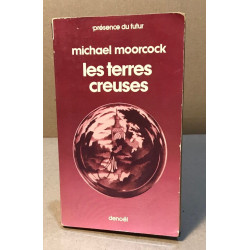 présence du futur
michael moorcock
les terres
creuses
denoël